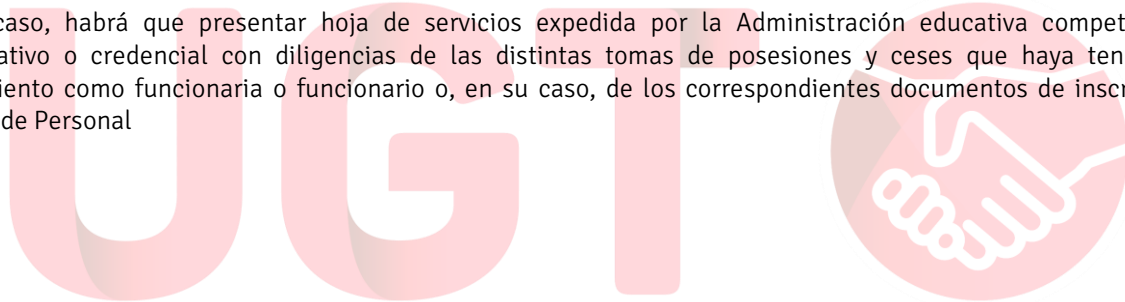 caso, habrá que presentar hoja de servicios expedida por la Administración educativa compet
ativo o credencial con diligencias de las distintas tomas de posesiones y ceses que haya ten
iento como funcionaria o funcionario o, en su caso, de los correspondientes documentos de inscr
de Personal
UGT